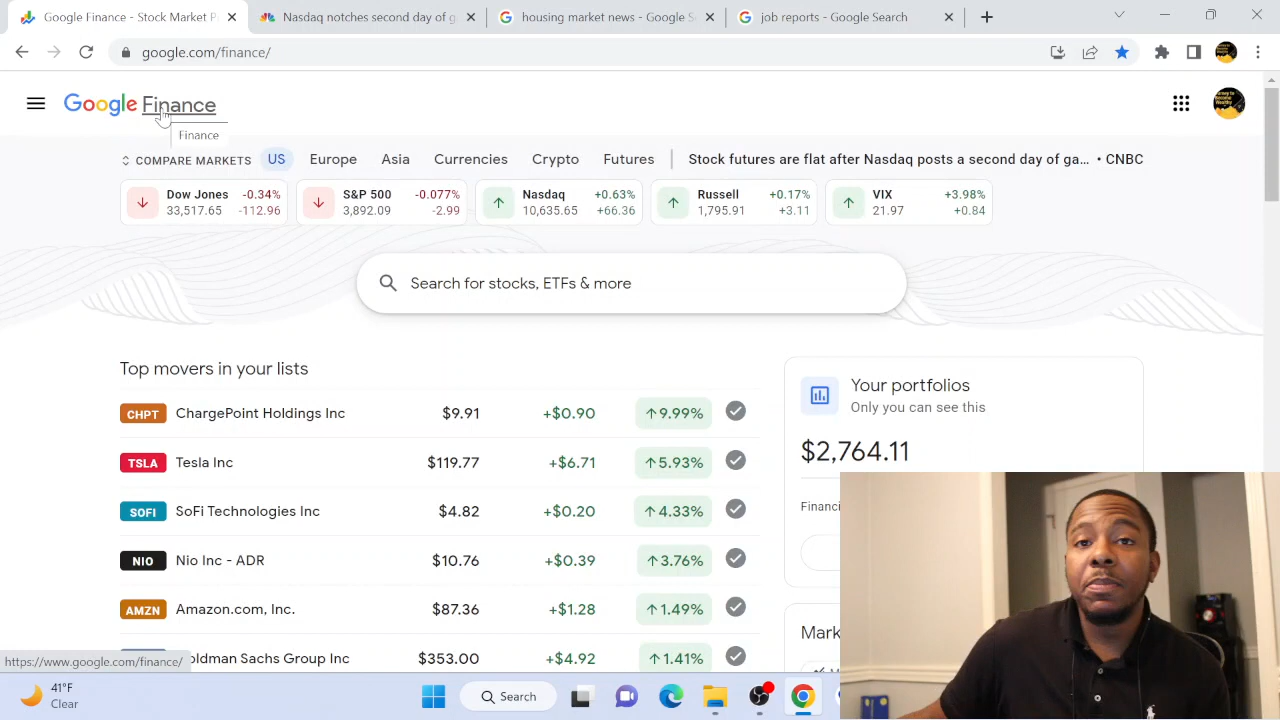 Google Finance - Stock Market P
Nasdaq notches second day of g
housing market news - Google S
job reports - Google Search
google.com/finance/
Google Finance
Finance
COMPARE MARKETS US Europe Asia Currencies Crypto Futures Stock futures are flat after Nasdaq posts a second day of ga... • CNBC
Dow Jones -0.34%
33,517.65 -112.96
S&P 500 -0.077%
3,892.09 -2.99
Nasdaq +0.63%
10,635.65 +66.36
Russell +0.17%
1,795.91 +3.11
VIX +3.98%
21.97 +0.84
Search for stocks, ETFs & more
Top movers in your lists
CHPT ChargePoint Holdings Inc $9.91 +$0.90 ↑9.99%
TSLA Tesla Inc $119.77 +$6.71 ↑5.93%
SOFI SoFi Technologies Inc $4.82 +$0.20 ↑4.33%
NIO Nio Inc - ADR $10.76 +$0.39 ↑3.76%
AMZN Amazon.com, Inc. $87.36 +$1.28 ↑1.49%
oldman Sachs Group Inc $353.00 +$4.92 ↑1.41%
Your portfolios
Only you can see this
$2,764.11
Financi
Mark
https://www.google.com/finance/
41°F
Clear
Search